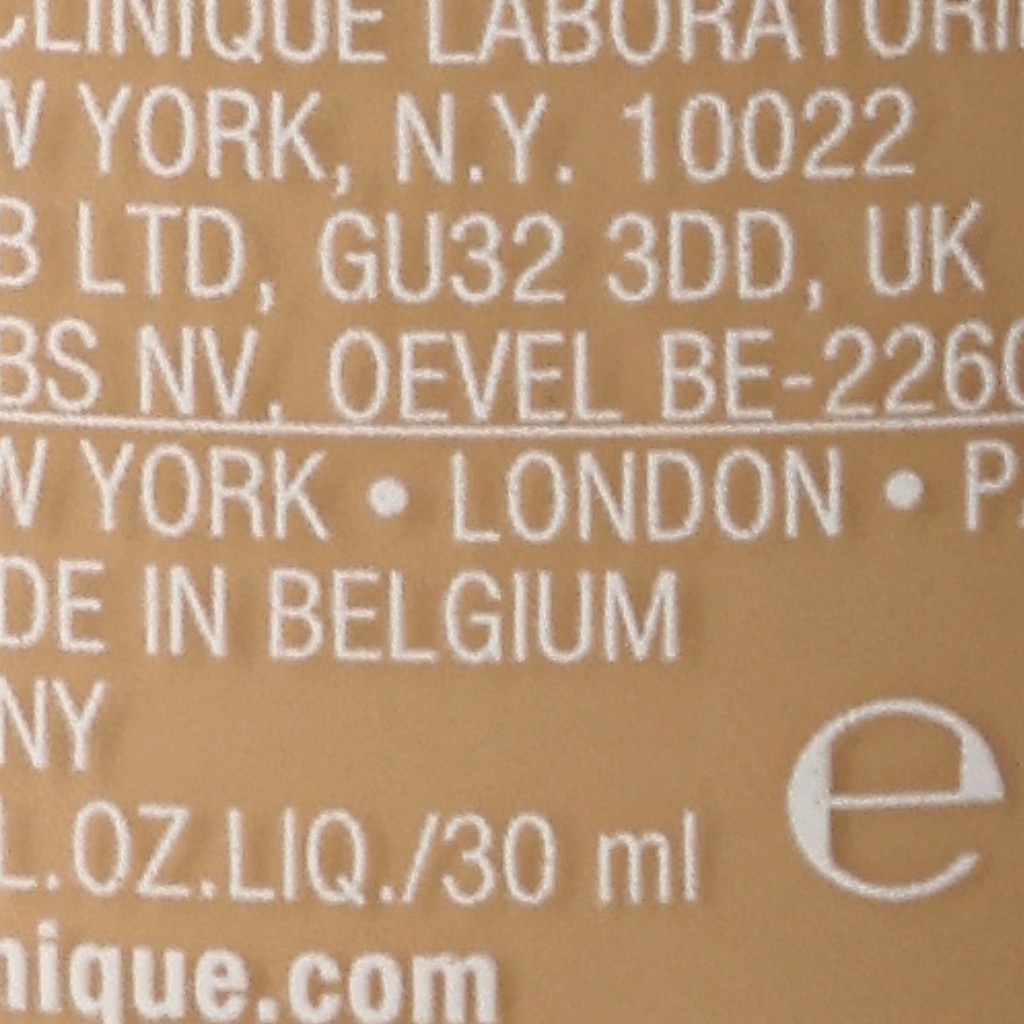 CLINIQUE LABORATORI
W YORK, N.Y. 10022
B LTD, GU32 3DD, UK
BS NV, OEVEL BE-2260
W YORK • LONDON • PA
DE IN BELGIUM
NY
L.OZ.LIQ./30 ml e
nique.com